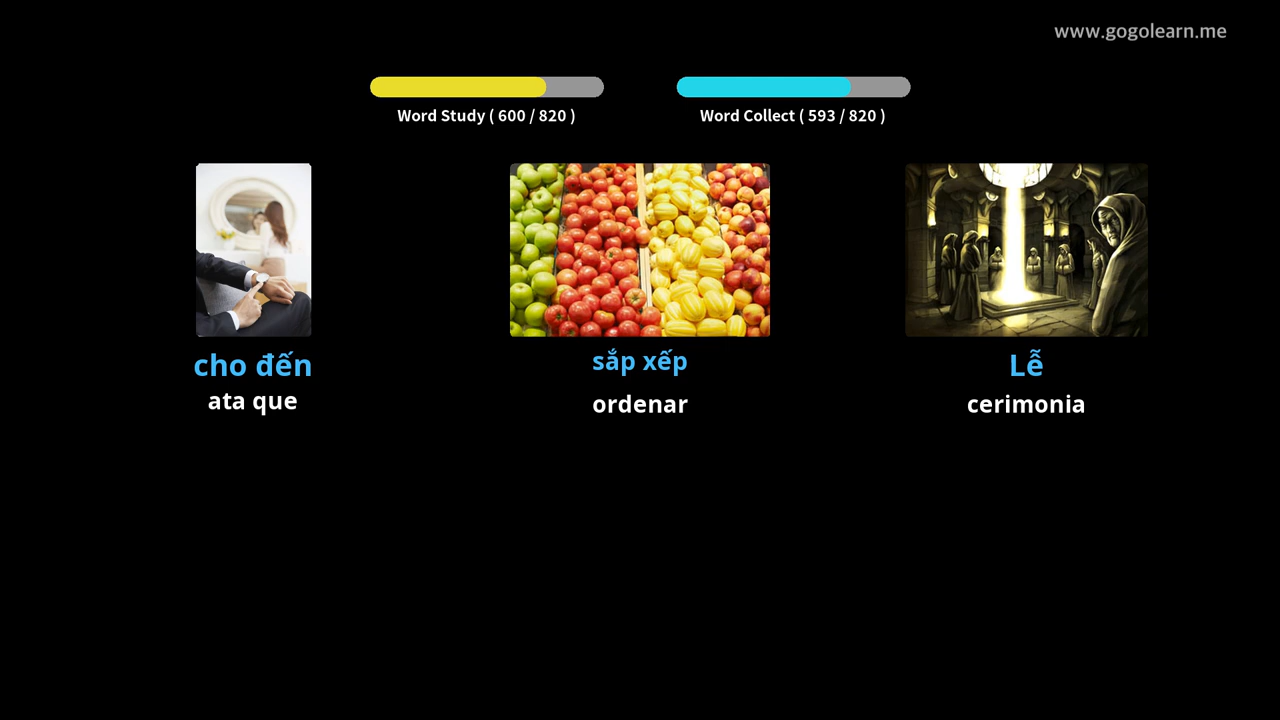 www.gogolearn.me
Word Study ( 600 / 820 )
Word Collect ( 593 / 820 )
cho đến
ata que
sắp xếp
ordenar
Lễ
cerimonia